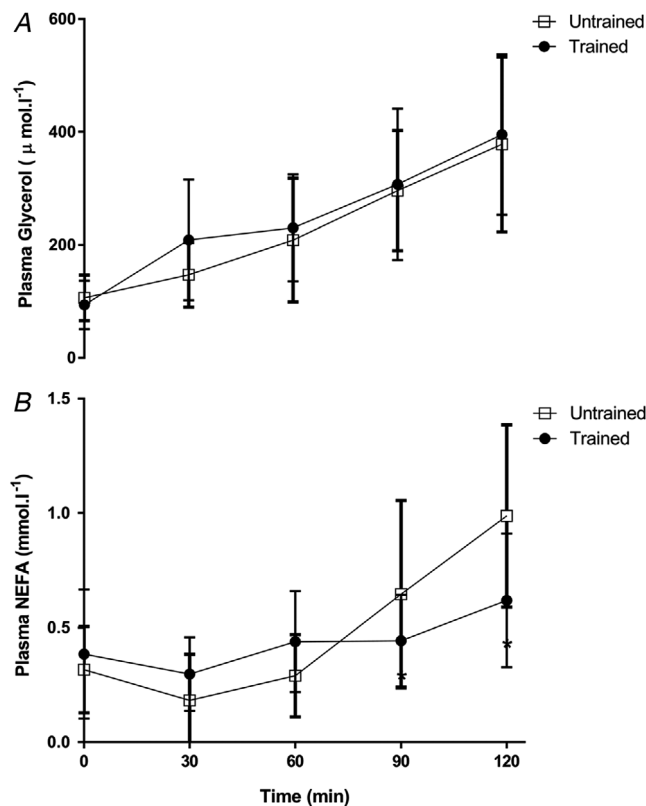 A
600
400
200
0
Plasma Glycerol ( μ mol.l-1)
Untrained
Trained
B
1.5
1.0
0.5
0.0
Plasma NEFA (mmol.l-1)
Untrained
Trained
*
*
0 30 60 90 120
Time (min)